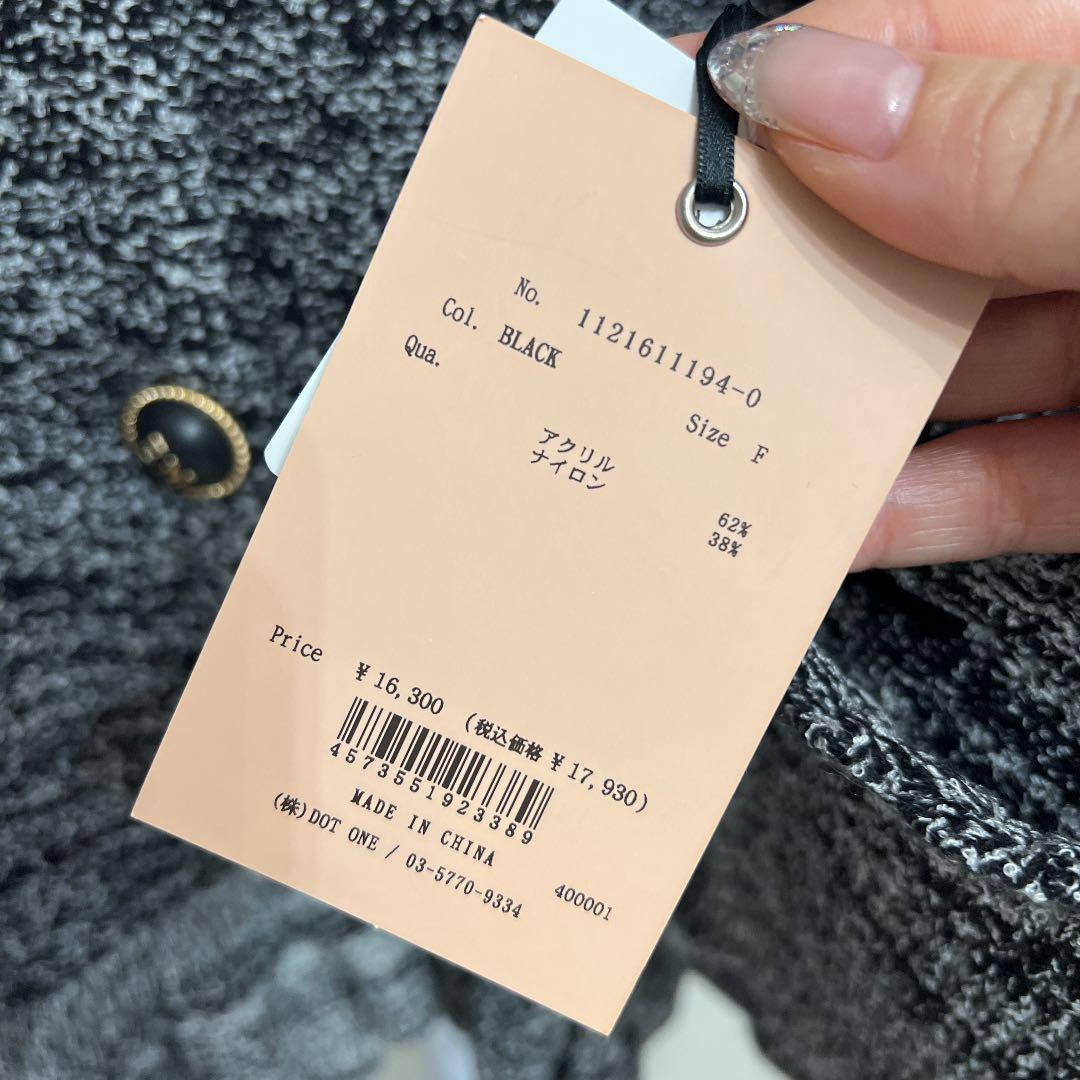 No. 1121611194-0
Col. BLACK Size F
Qua.
アクリル 62%
ナイロン 38%
Price ¥16,300 (税込価格 ¥17,930)
4573551923389
MADE IN CHINA
(株)DOT ONE / 03-5770-9334 400001